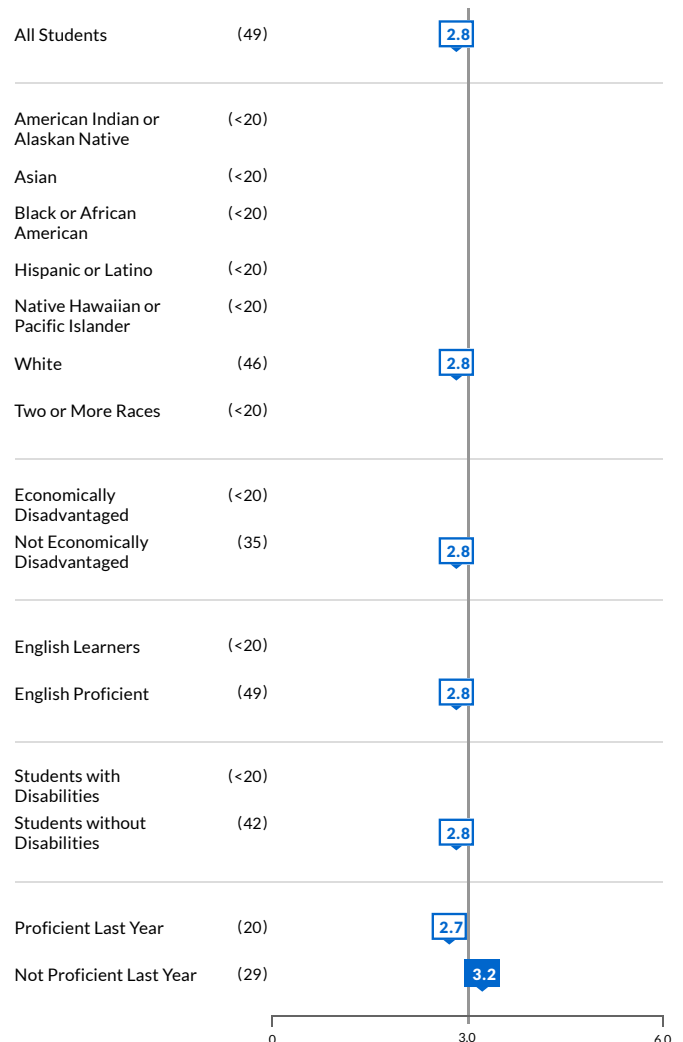 All Students (49) 2.8
American Indian or (<20)
Alaskan Native
Asian (<20)
Black or African (<20)
American
Hispanic or Latino (<20)
Native Hawaiian or (<20)
Pacific Islander
White (46) 2.8
Two or More Races (<20)
Economically (<20)
Disadvantaged
Not Economically (35) 2.8
Disadvantaged
English Learners (<20)
English Proficient (49) 2.8
Students with (<20)
Disabilities
Students without (42) 2.8
Disabilities
Proficient Last Year (20) 2.7
Not Proficient Last Year (29) 3.2
0 3.0 6.0